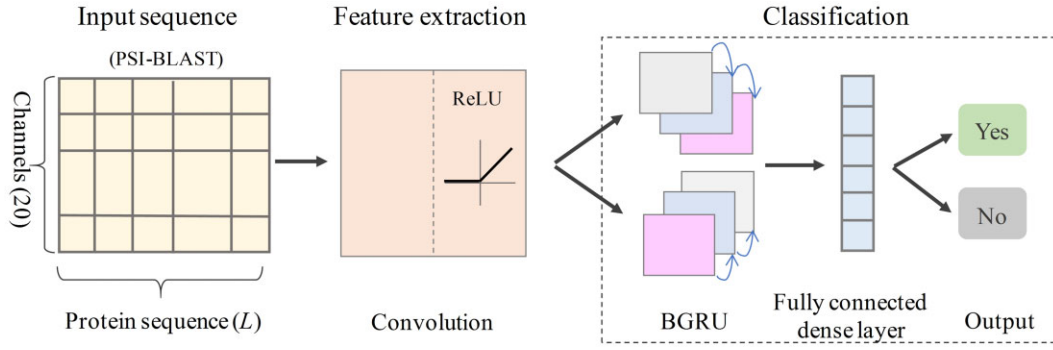 Input sequence
Feature extraction
Classification
(PSI-BLAST)
Channels (20)
ReLU
Yes
No
Protein sequence (L)
Convolution
BGRU
Fully connected
dense layer
Output